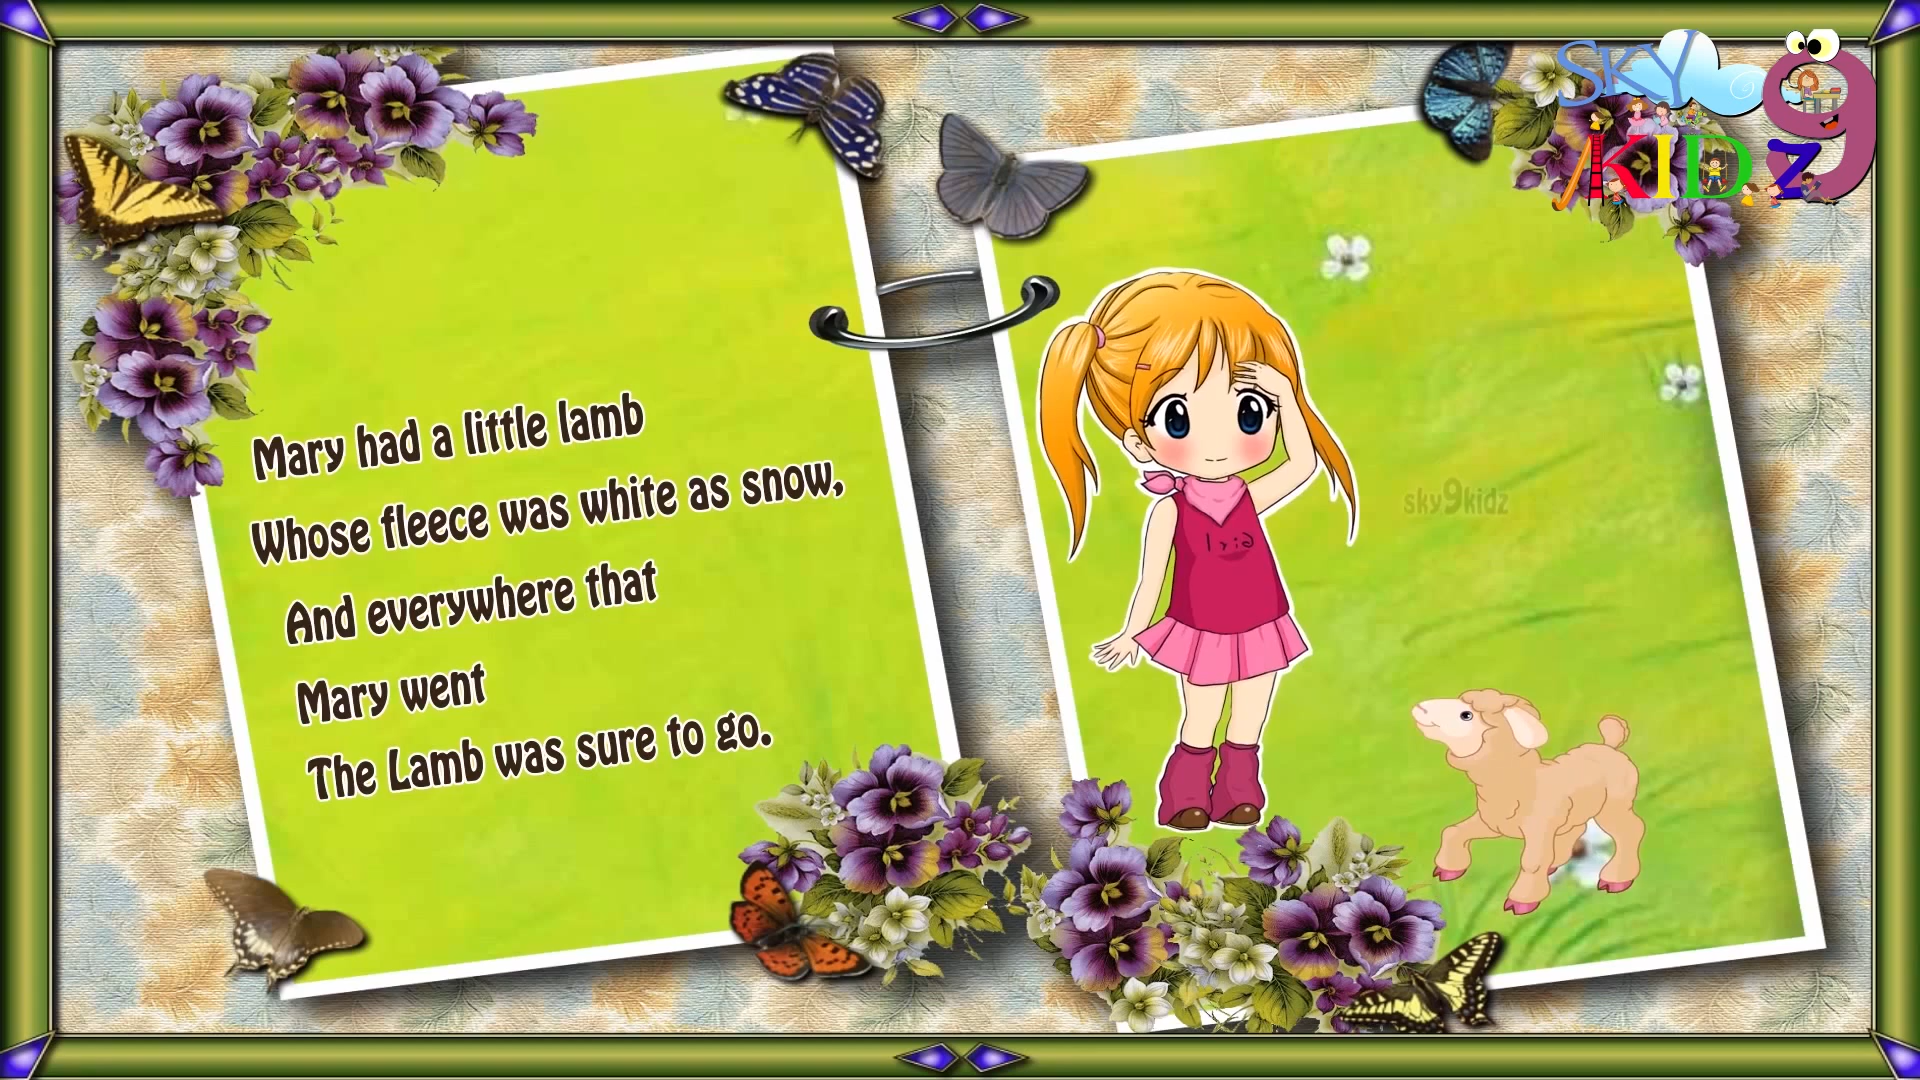 SKY 9
KIDZ
Mary had a little lamb
Whose fleece was white as snow,
And everywhere that
Mary went
The Lamb was sure to go.
sky9kidz